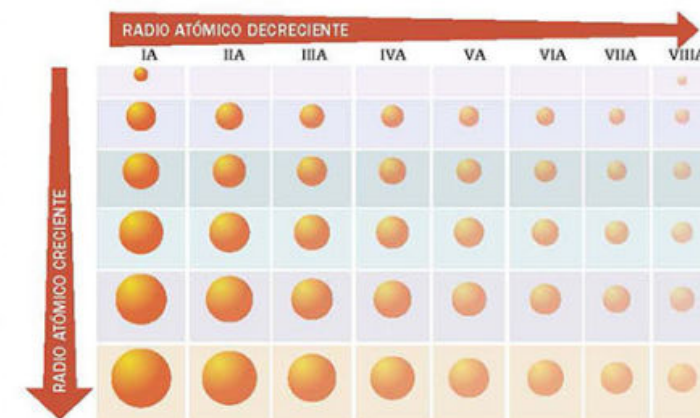 RADIO ATÓMICO DECRECIENTE
IA IIA IIIA IVA VA VIA VIIA VIIIA
RADIO ATÓMICO CRECIENTE